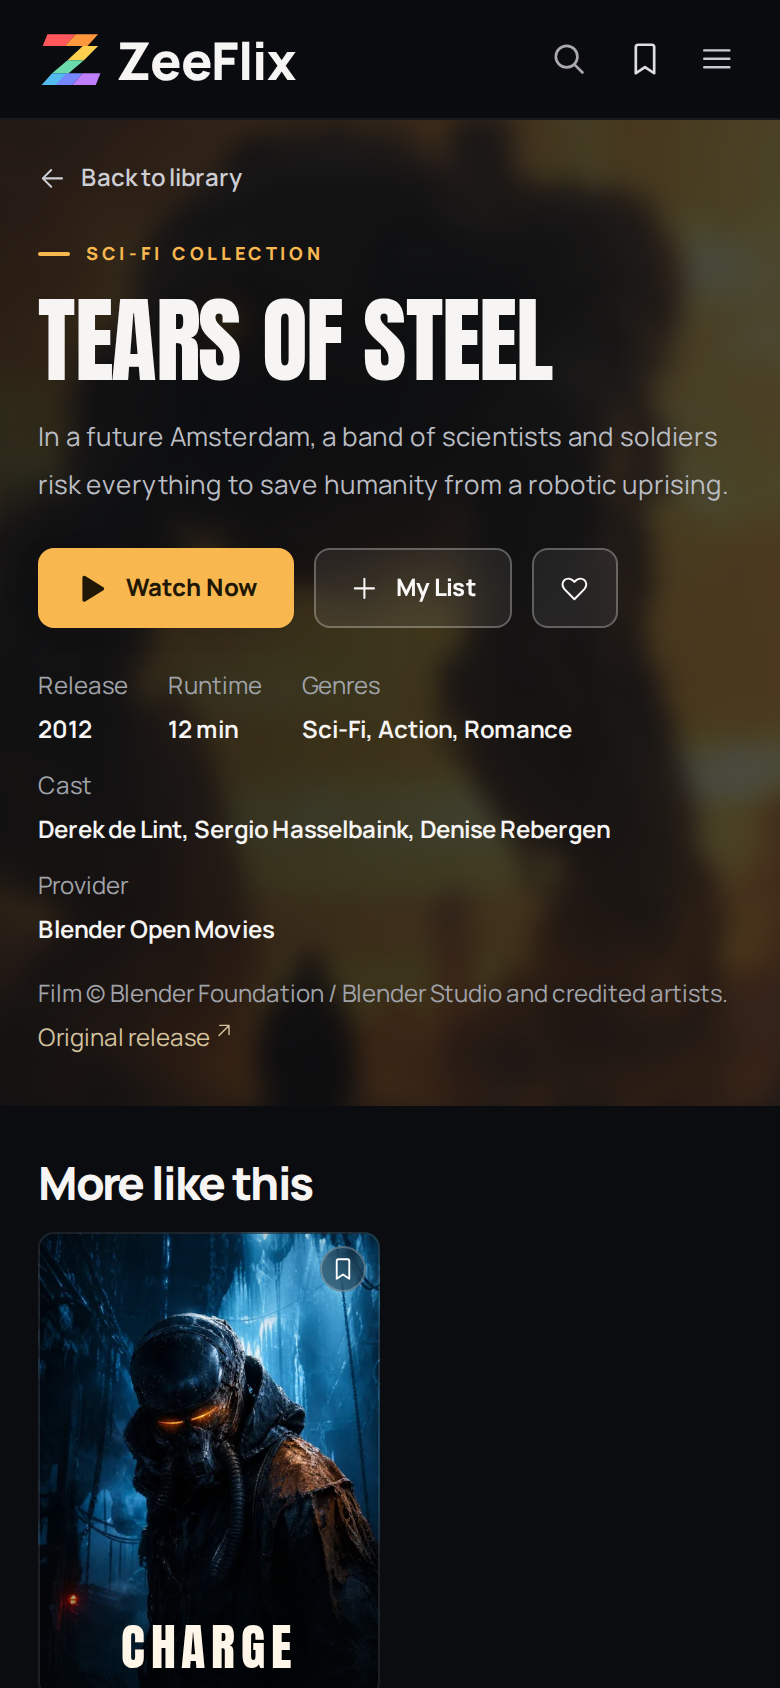 ZeeFlix
Back to library
SCI-FI COLLECTION
TEARS OF STEEL
In a future Amsterdam, a band of scientists and soldiers
risk everything to save humanity from a robotic uprising.
Watch Now
My List
Release Runtime Genres
2012 12 min Sci-Fi, Action, Romance
Cast
Derek de Lint, Sergio Hasselbaink, Denise Rebergen
Provider
Blender Open Movies
Film © Blender Foundation / Blender Studio and credited artists.
Original release ↗
More like this
CHARGE